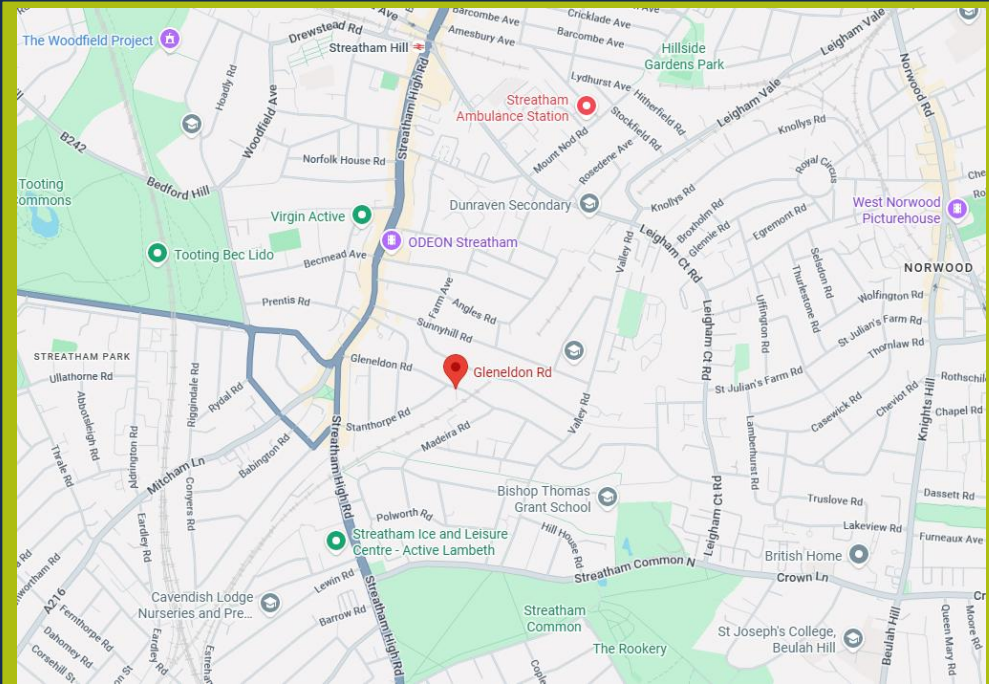 Ave
Barcombe Ave
Cricklade Ave
Leigham Vale
The Woodfield Project
Drewstead Rd
Amesbury Ave
Barcombe Ave
Streatham Hill
Hillside
Gardens Park
Norwood Rd
Hoadly Rd
Woodfield Ave
Streatham High Rd
Lydhurst Ave
Hitherfield Rd
Leigham Vale
Streatham
Ambulance Station
Stockfield Rd
Mount Nod Rd
Knollys Rd
B242
Norfolk House Rd
Rosedene Ave
Royal Circus
Tooting
Commons
Bedford Hill
Dunraven Secondary
Knollys Rd
West Norwood
Picturehouse
Virgin Active
Broxholm Rd
Glennie Rd
Egremont Rd
ODEON Streatham
Leigham Ct Rd
Valley Rd
Tooting Bec Lido
Becmead Ave
Selsdon Rd
Thurlestone Rd
NORWOOD
Farm Ave
Wolfington Rd
Prentis Rd
Angles Rd
Uffington Rd
Leigham Ct Rd
St Julian's Farm Rd
Sunnyhill Rd
Thornlaw Rd
STREATHAM PARK
Gleneldon Rd
Gleneldon Rd
Ullathorne Rd
Riggindale Rd
Rydal Rd
St Julian's Farm Rd
Rothschil
Abbotsleigh Rd
Casewick Rd
Cheviot Rd
Knights Hill
Chapel Rd
Stanthorpe Rd
Valley Rd
Lamberhurst Rd
Aldrington Rd
Madeira Rd
Thrale Rd
Streatham High Rd
Babington Rd
Mitcham Ln
Conyers Rd
Leigham Ct Rd
Bishop Thomas
Grant School
Truslove Rd
Dassett Rd
Eardley Rd
Polworth Rd
Hill House Rd
Lakeview Rd
Furneaux Ave
Streatham Ice and Leisure
Centre - Active Lambeth
British Home
Streatham Common N
Crown Ln
Lewin Rd
A216
Cavendish Lodge
Nurseries and Pre...
Streatham High Rd
Barrow Rd
Fernthorpe Rd
Streatham
Common
Beulah Hill
Queen Mary Rd
Moore Rd
Dahomey Rd
Eardley Rd
St Joseph's College,
Beulah Hill
The Rookery
Corsehill St